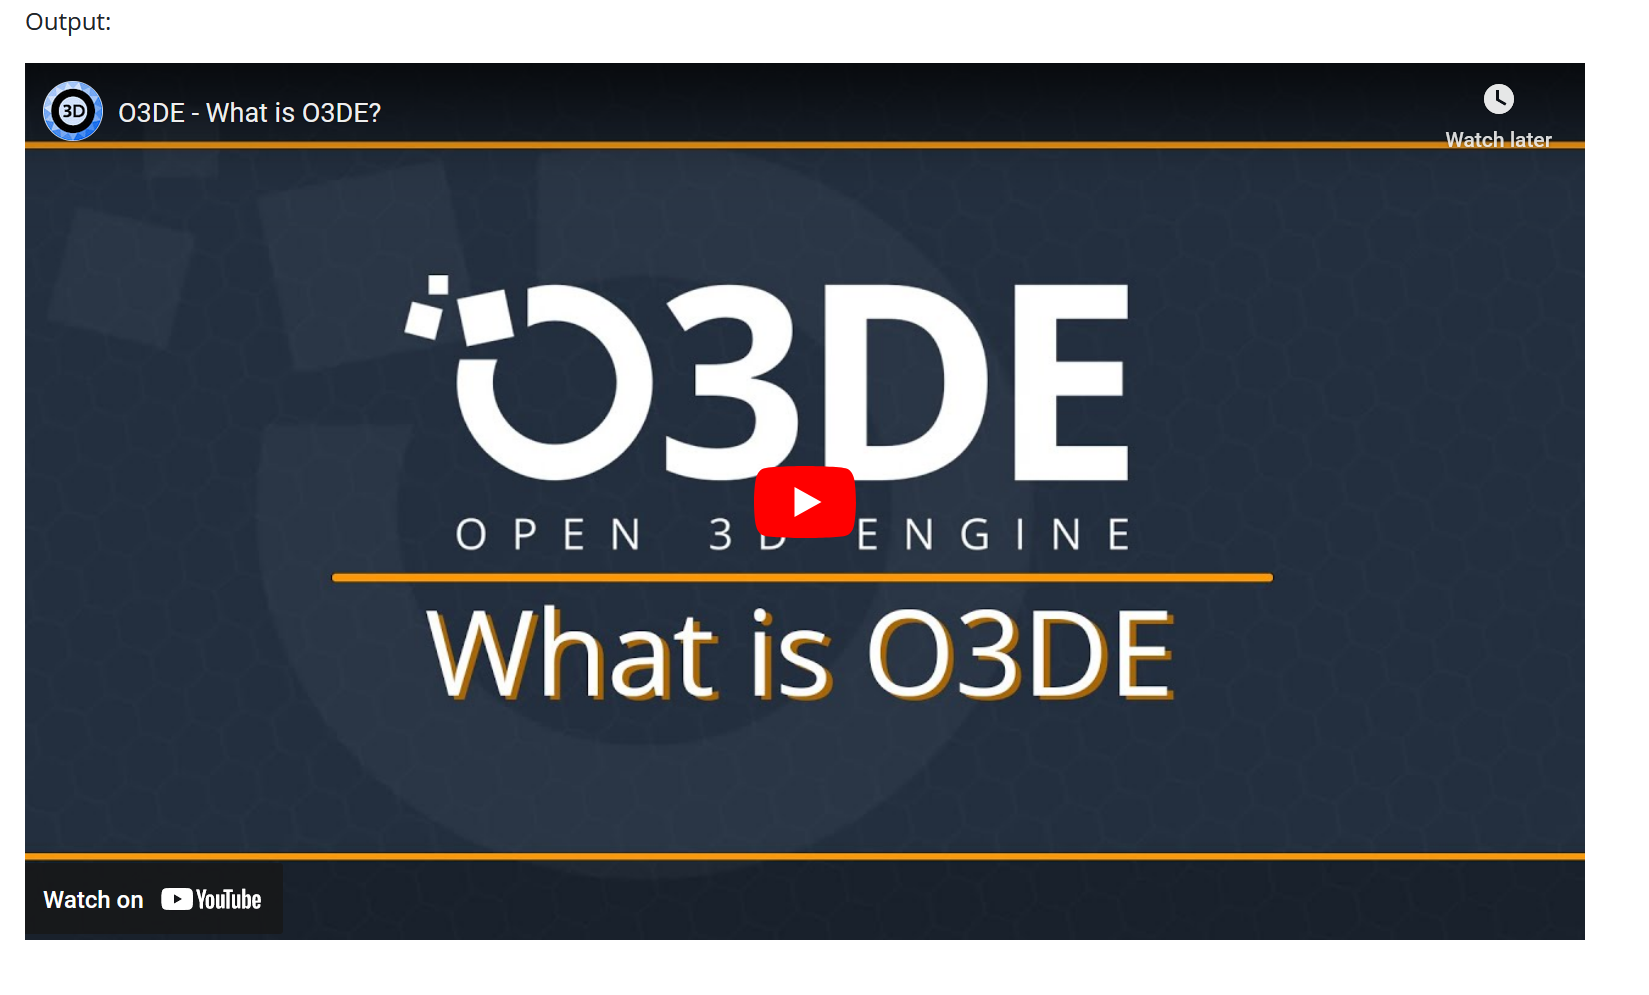 Output:
3D
O3DE - What is O3DE?
Watch later
O3DE
OPEN 3D ENGINE
What is O3DE
Watch on YouTube